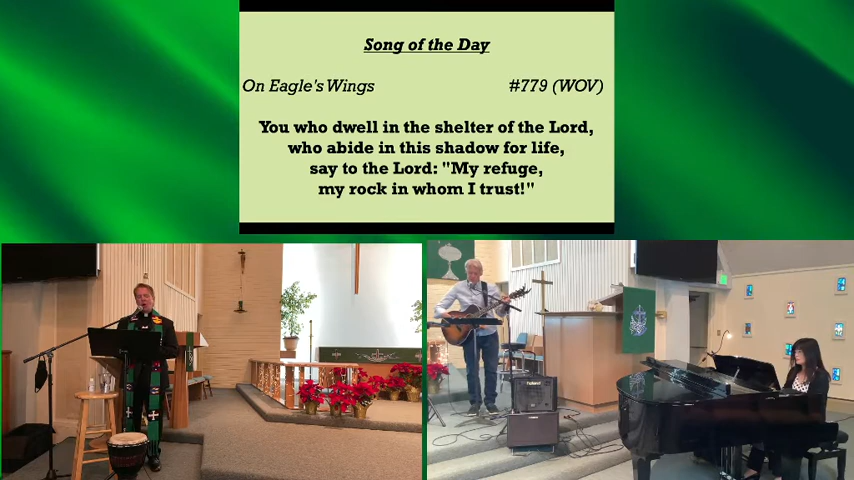 Song of the Day
On Eagle's Wings #779 (WOV)
You who dwell in the shelter of the Lord,
who abide in this shadow for life,
say to the Lord: "My refuge,
my rock in whom I trust!"
Roland